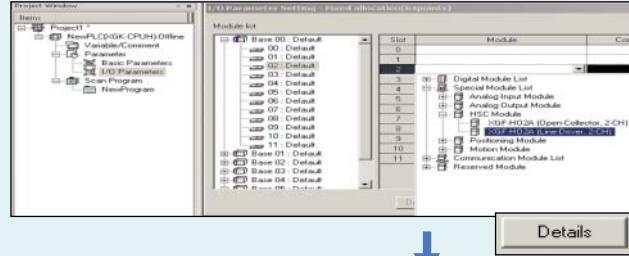 Project Window
Items
Project1 *
NewPLC(XGK-CPUH)-Offline
Variable/Comment
Parameter
Basic Parameters
I/O Parameters
Scan Program
NewProgram
I/O Parameter Setting - Fixed allocation(64points)
Module list
Base 00 : Default
00 : Default
01 : Default
02 : Default
03 : Default
04 : Default
05 : Default
06 : Default
07 : Default
08 : Default
09 : Default
10 : Default
11 : Default
Base 01 : Default
Base 02 : Default
Base 03 : Default
Base 04 : Default
Base 05 : Default
Slot
Module
0
1
2
3
4
5
6
7
8
9
10
11
Digital Module List
Special Module List
Analog Input Module
Analog Output Module
HSC Module
XGF-HO2A (Open-Collector, 2-CH)
XGF-HO2A (Line-Driver, 2-CH)
Positioning Module
Motion Module
Communication Module List
Reserved Module
Details